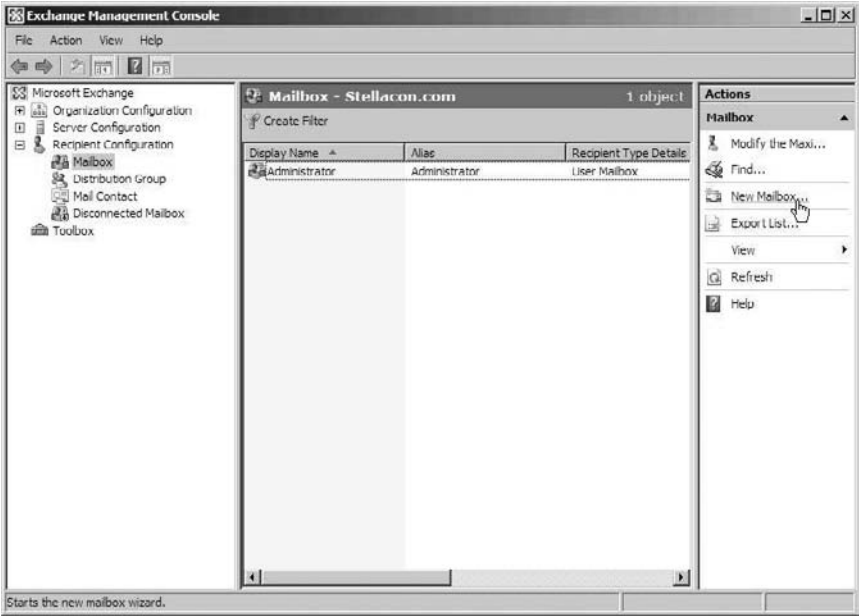 Exchange Management Console
File Action View Help
Microsoft Exchange
Organization Configuration
Server Configuration
Recipient Configuration
Mailbox
Distribution Group
Mail Contact
Disconnected Mailbox
Toolbox
Mailbox - Stellacon.com 1 object
Create Filter
Display Name Alias Recipient Type Details
Administrator Administrator User Mailbox
Actions
Mailbox
Modify the Maxi...
Find...
New Mailbox...
Export List...
View
Refresh
Help
Starts the new mailbox wizard.